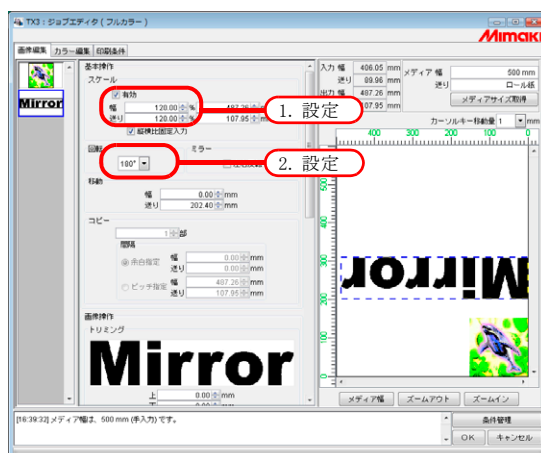 TX3 : ジョブエディタ ( フルカラー )
Mimaki
画像編集 カラー編集 印刷条件
Mirror
基本操作
スケール
有効
幅 120.00 % 487.26 m
送り 120.00 % 107.95 m
縦横比固定入力
1. 設定
回転 ミラー
180°
2. 設定
移動
幅 0.00 mm
送り 202.40 mm
コピー
1 部
間隔
余白指定 幅 0.00 mm
送り 0.00 mm
ピッチ指定 幅 487.26 mm
送り 107.95 mm
画像操作
トリミング
Mirror
上 0.00 mm
入力 幅 406.05 mm
送り 89.96 mm
出力 幅 487.26 mm
107.95 mm
メディア 幅 500 mm
送り ロール紙
メディアサイズ取得
カーソルキー移動量 1 mm
400 300 200 100 0
Mirror
メディア幅 ズームアウト ズームイン
[16:39:32] メディア幅は、500 mm (手入力) です。
条件管理
OK キャンセル